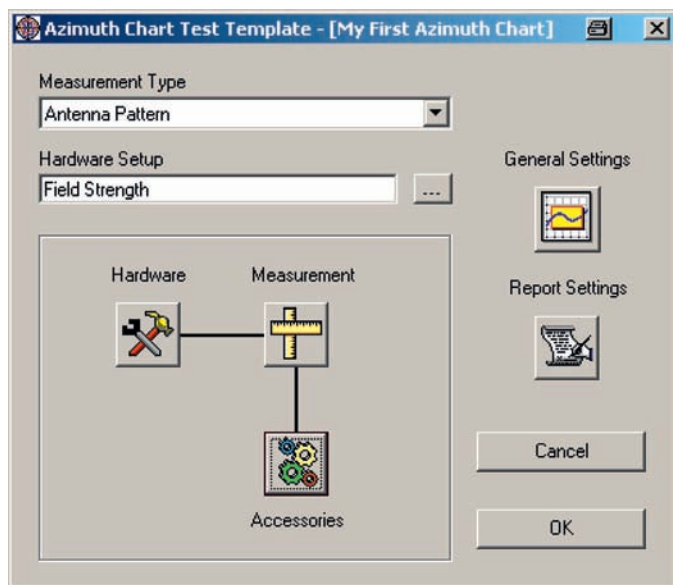 Azimuth Chart Test Template - [My First Azimuth Chart]
Measurement Type
Antenna Pattern
Hardware Setup
Field Strength
...
General Settings
Hardware
Measurement
Report Settings
Accessories
Cancel
OK